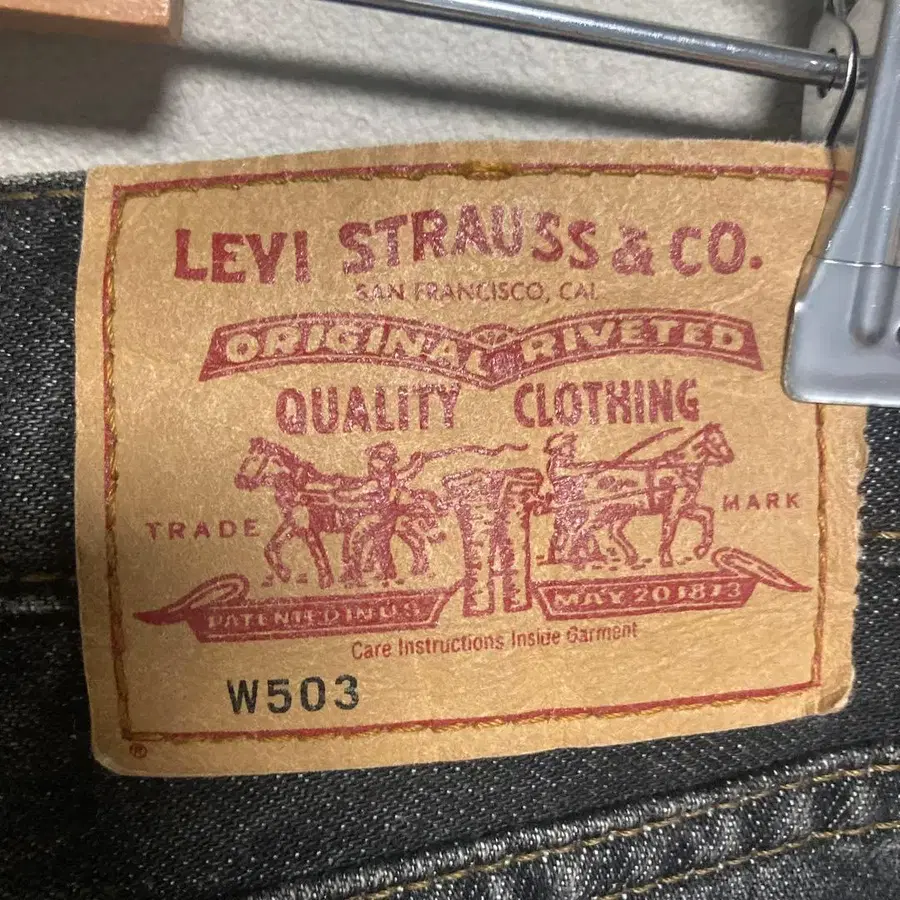 LEVI STRAUSS & CO.
SAN FRANCISCO, CAL
ORIGINAL RIVETED
QUALITY CLOTHING
TRADE MARK
PATENTED IN U.S. MAY 20 1873
Care Instructions Inside Garment
W503
®